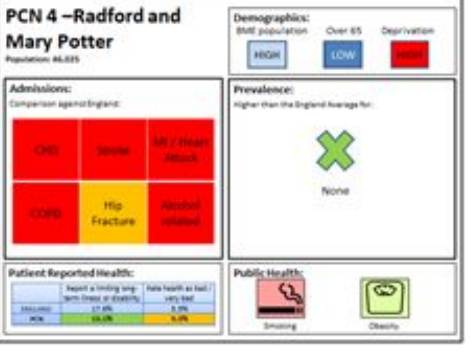 PCN 4 –Radford and
Mary Potter
Population: 46,025
Demographics:
BME population Over 65 Deprivation
HIGH LOW HIGH
Admissions:
Comparison against England:
CHD Stroke MI / Heart
Attack
COPD Hip
Fracture Alcohol
related
Prevalence:
Higher than the England Average for:
None
Patient Reported Health:
Report a limiting long-
term illness or disability
Rate health as bad /
very bad
ENGLAND
PCN
Public Health:
Smoking Obesity